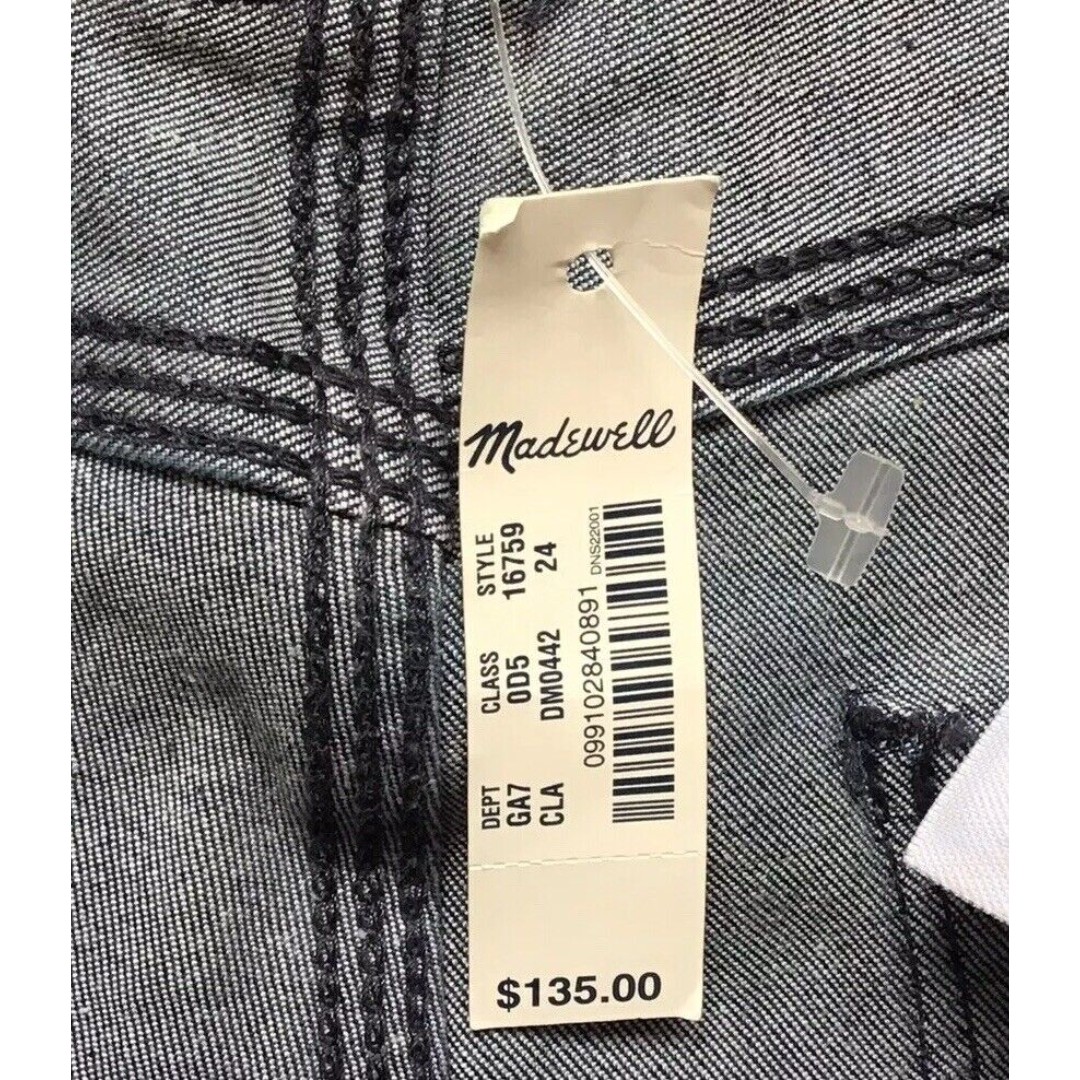 Madewell
DEPT CLASS STYLE
GA7 0D5 16759
CLA DM0442 24
099102840891 DNS22001
$135.00